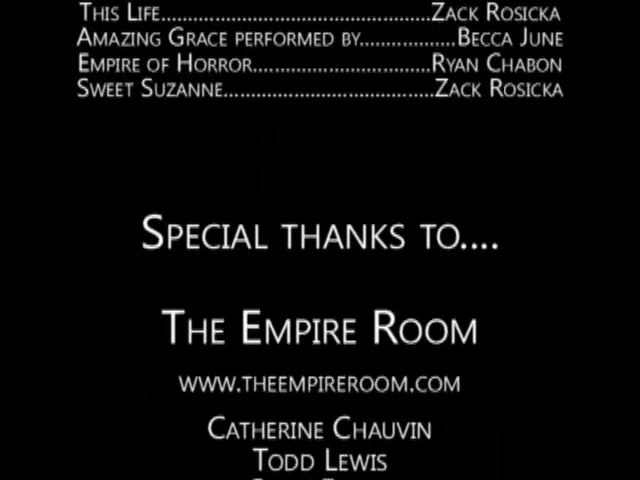 This Life................................................Zack Rosicka
Amazing Grace performed by.................Becca June
Empire of Horror...............................Ryan Chabon
Sweet Suzanne.....................................Zack Rosicka
Special thanks to....
The Empire Room
www.theempireroom.com
Catherine Chauvin
Todd Lewis